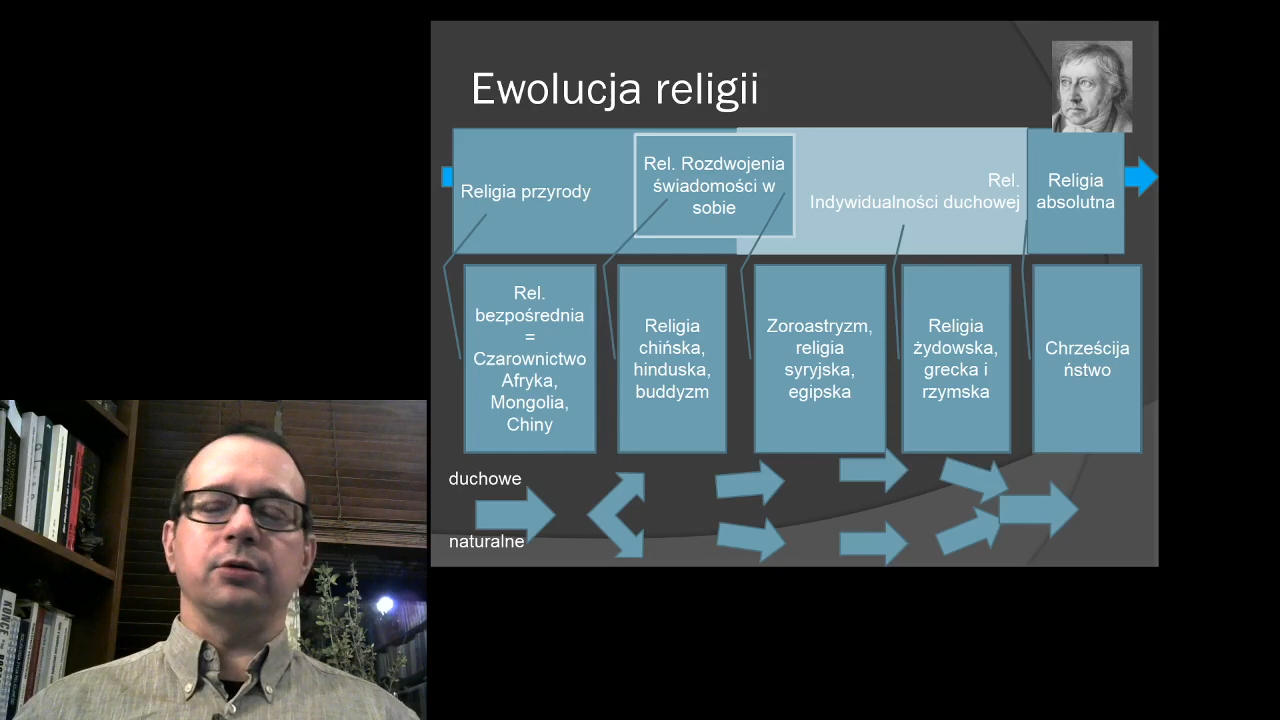 Ewolucja religii
Religia przyrody
Rel. Rozdwojenia
świadomości w
sobie
Rel.
Indywidualności duchowej
Religia
absolutna
Rel.
bezpośrednia
=
Czarownictwo
Afryka,
Mongolia,
Chiny
Religia
chińska,
hinduska,
buddyzm
Zoroastryzm,
religia
syryjska,
egipska
Religia
żydowska,
grecka i
rzymska
Chrześcija
ństwo
duchowe
naturalne